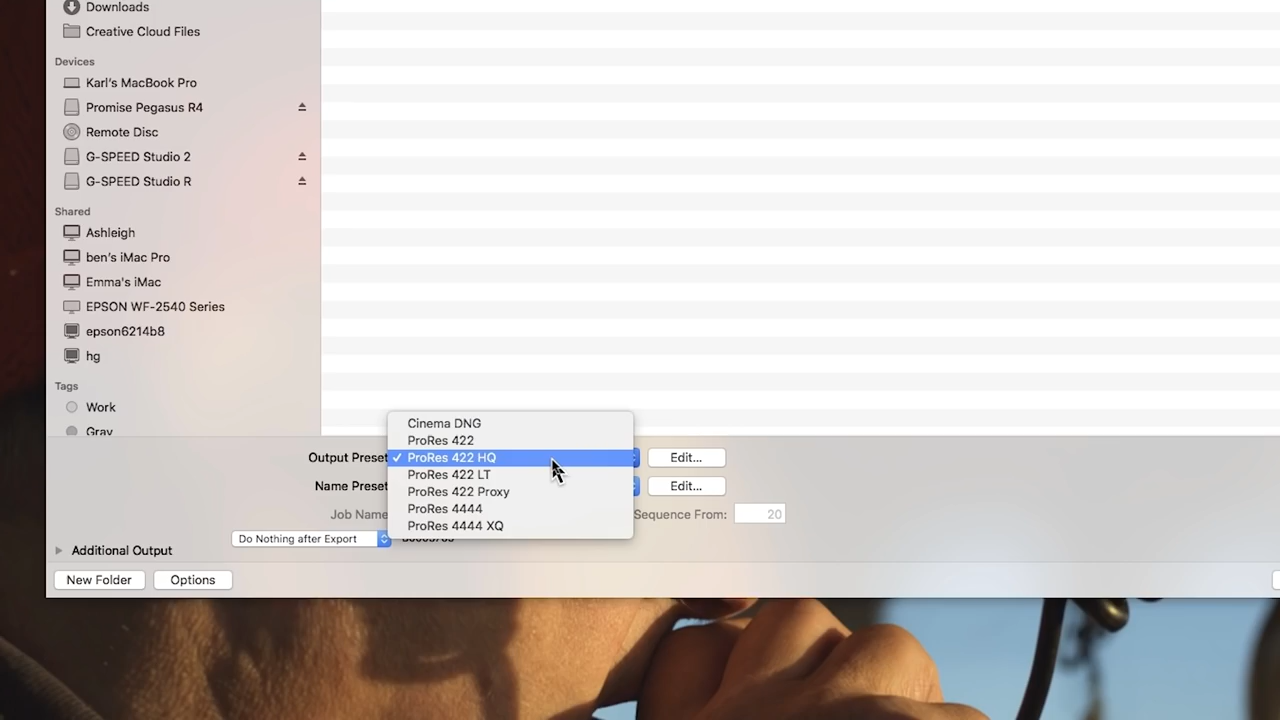 Downloads
Creative Cloud Files
Devices
Karl's MacBook Pro
Promise Pegasus R4
Remote Disc
G-SPEED Studio 2
G-SPEED Studio R
Shared
Ashleigh
ben's iMac Pro
Emma's iMac
EPSON WF-2540 Series
epson6214b8
hg
Tags
Work
Gray
Cinema DNG
ProRes 422
Output Preset ✓ ProRes 422 HQ Edit...
ProRes 422 LT
Name Preset Edit...
ProRes 422 Proxy
ProRes 4444
Job Name Sequence From: 20
ProRes 4444 XQ
Do Nothing after Export
Additional Output
New Folder Options